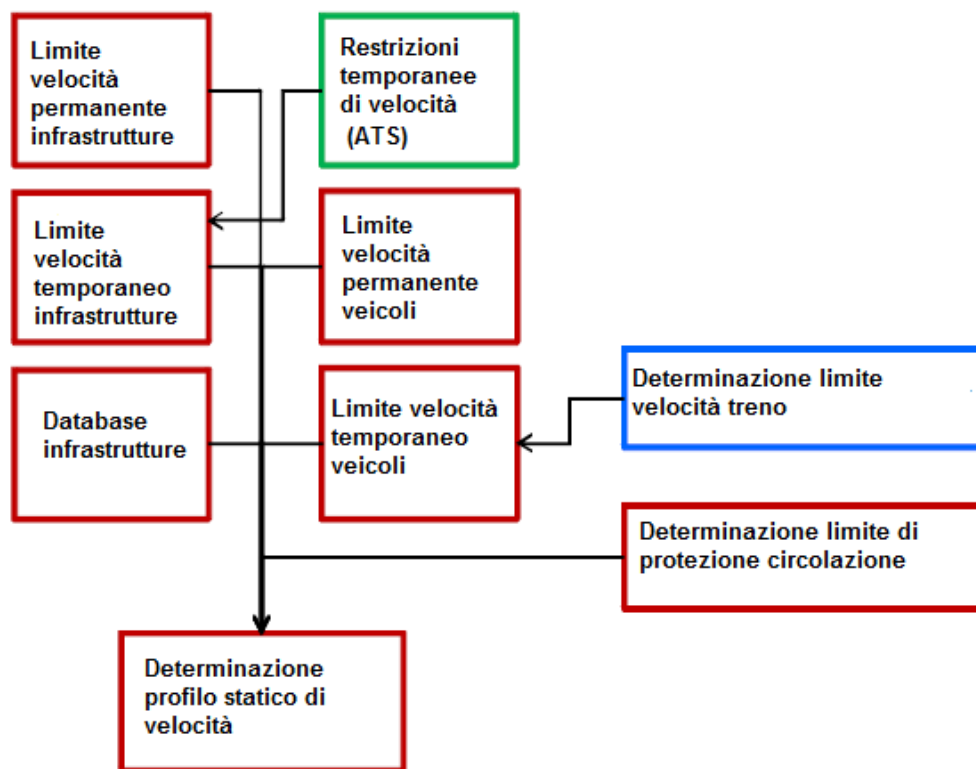 Limite
velocità
permanente
infrastrutture
Restrizioni
temporanee
di velocità
(ATS)
Limite
velocità
temporaneo
infrastrutture
Limite
velocità
permanente
veicoli
Database
infrastrutture
Limite velocità
temporaneo
veicoli
Determinazione limite
velocità treno
Determinazione limite di
protezione circolazione
Determinazione
profilo statico di
velocità